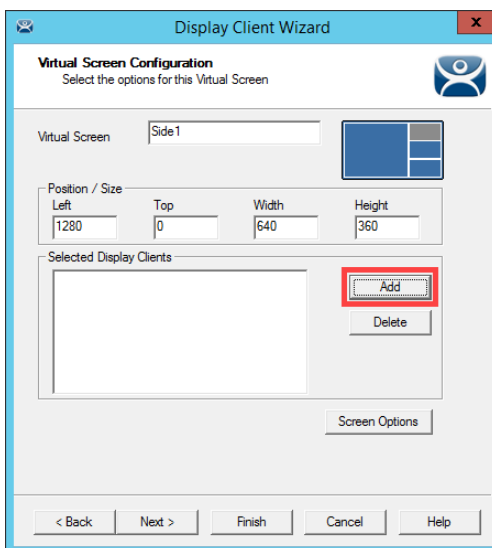 Display Client Wizard
x
Virtual Screen Configuration
Select the options for this Virtual Screen
Virtual Screen Side1
Position / Size
Left Top Width Height
1280 0 640 360
Selected Display Clients
Add
Delete
Screen Options
< Back Next > Finish Cancel Help